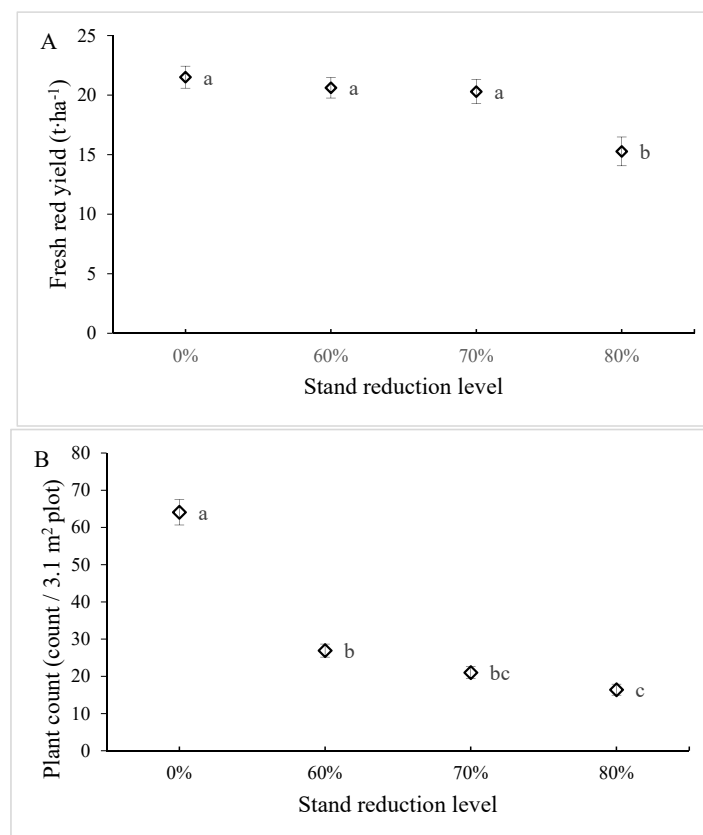 A
Fresh red yield (t·ha⁻¹)
25
20
15
10
5
0
a
a
a
b
0% 60% 70% 80%
Stand reduction level
B
Plant count (count / 3.1 m² plot)
80
70
60
50
40
30
20
10
0
a
b
bc
c
0% 60% 70% 80%
Stand reduction level